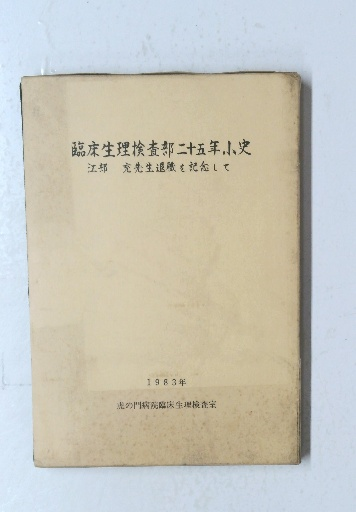 臨床生理検査部二十五年小史
江部 充先生退職を記念して
1983年
虎の門病院臨床生理検査室